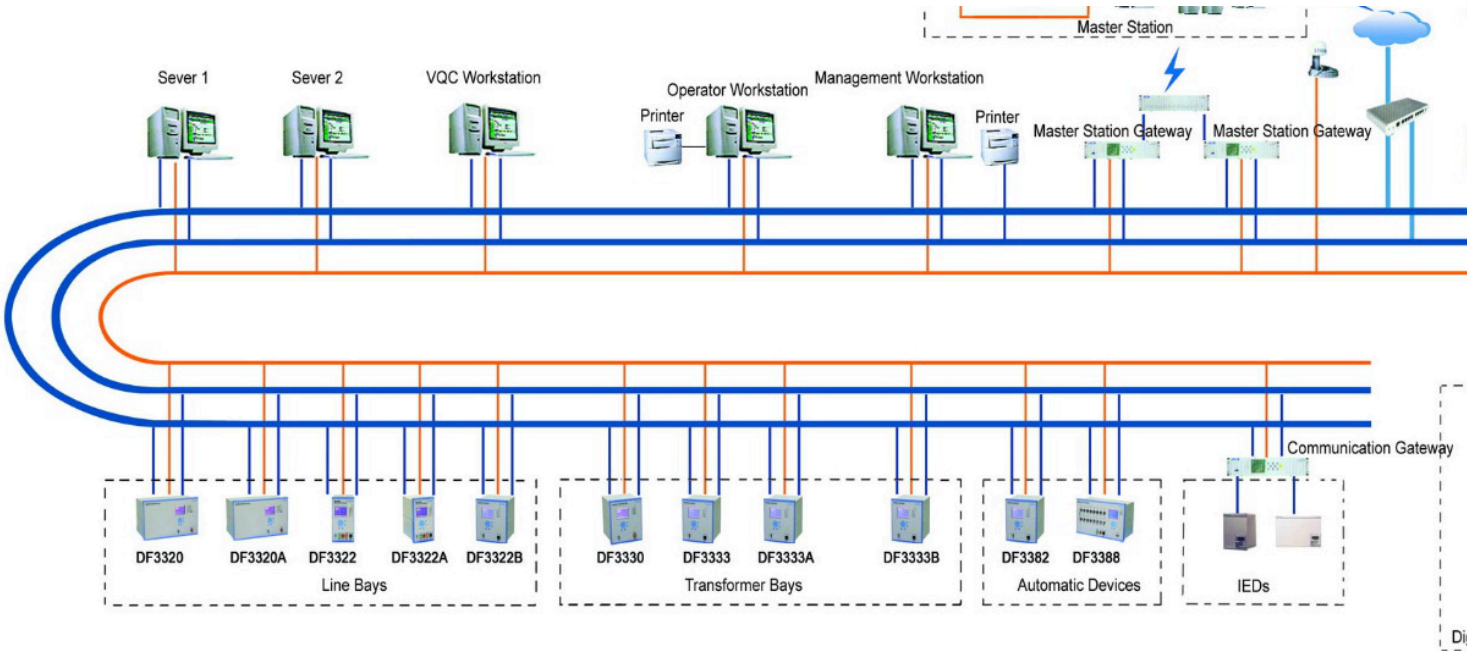 Master Station
Sever 1
Sever 2
VQC Workstation
Operator Workstation
Management Workstation
Printer
Printer
Master Station Gateway
Master Station Gateway
Communication Gateway
DF3320
DF3320A
DF3322
DF3322A
DF3322B
DF3330
DF3333
DF3333A
DF3333B
DF3382
DF3388
Line Bays
Transformer Bays
Automatic Devices
IEDs